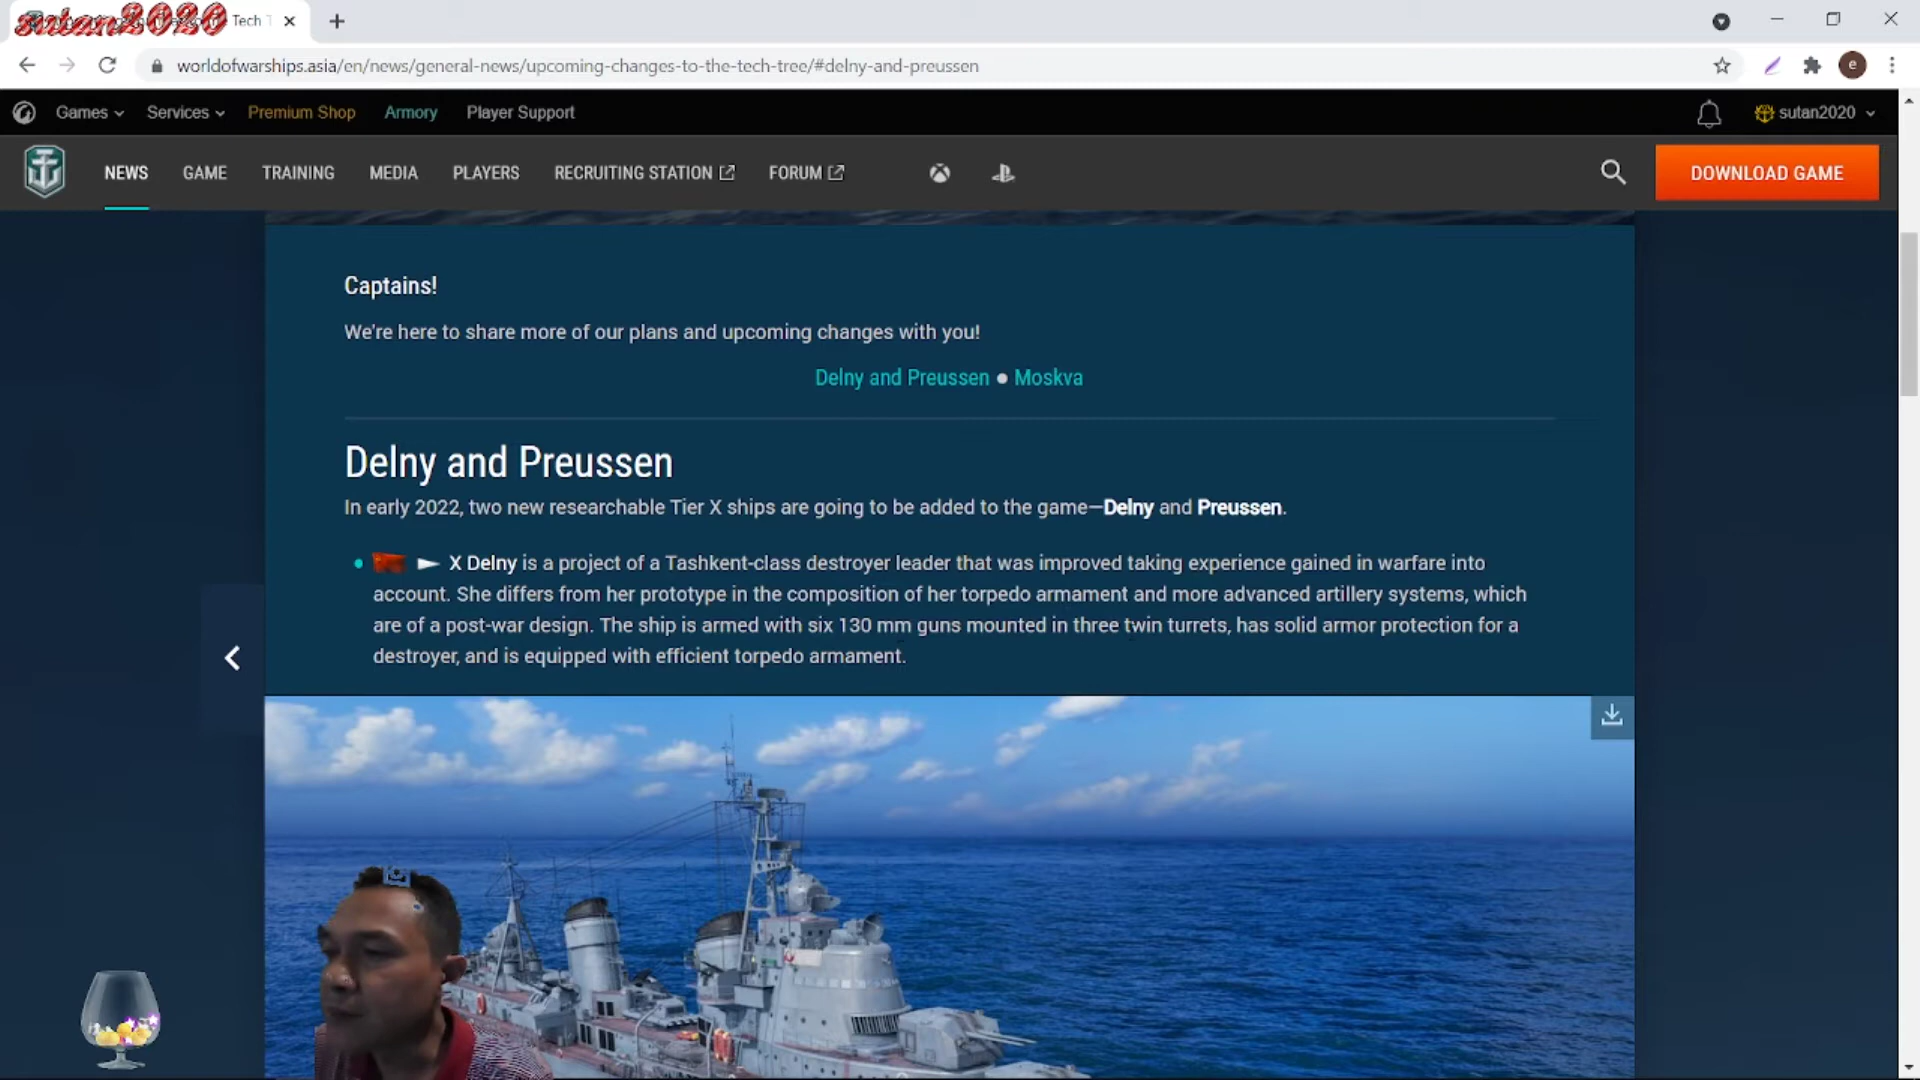 sutan2020
Tech T
worldofwarships.asia/en/news/general-news/upcoming-changes-to-the-tech-tree/#delny-and-preussen
e
Games Services Premium Shop Armory Player Support
sutan2020
NEWS GAME TRAINING MEDIA PLAYERS RECRUITING STATION FORUM
DOWNLOAD GAME
Captains!
We're here to share more of our plans and upcoming changes with you!
Delny and Preussen ● Moskva
Delny and Preussen
In early 2022, two new researchable Tier X ships are going to be added to the game—Delny and Preussen.
X Delny is a project of a Tashkent-class destroyer leader that was improved taking experience gained in warfare into
account. She differs from her prototype in the composition of her torpedo armament and more advanced artillery systems, which
are of a post-war design. The ship is armed with six 130 mm guns mounted in three twin turrets, has solid armor protection for a
destroyer, and is equipped with efficient torpedo armament.